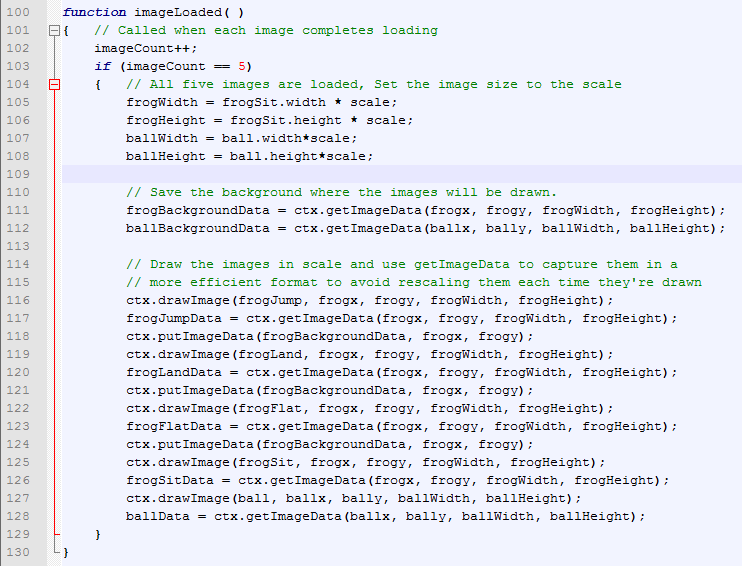 100 function imageLoaded( )
101 {   // Called when each image completes loading
102     imageCount++;
103     if (imageCount == 5)
104     {   // All five images are loaded, Set the image size to the scale
105         frogWidth = frogSit.width * scale;
106         frogHeight = frogSit.height * scale;
107         ballWidth = ball.width*scale;
108         ballHeight = ball.height*scale;
109
110         // Save the background where the images will be drawn.
111         frogBackgroundData = ctx.getImageData(frogx, frogy, frogWidth, frogHeight);
112         ballBackgroundData = ctx.getImageData(ballx, bally, ballWidth, ballHeight);
113
114         // Draw the images in scale and use getImageData to capture them in a
115         // more efficient format to avoid rescaling them each time they're drawn
116         ctx.drawImage(frogJump, frogx, frogy, frogWidth, frogHeight);
117         frogJumpData = ctx.getImageData(frogx, frogy, frogWidth, frogHeight);
118         ctx.putImageData(frogBackgroundData, frogx, frogy);
119         ctx.drawImage(frogLand, frogx, frogy, frogWidth, frogHeight);
120         frogLandData = ctx.getImageData(frogx, frogy, frogWidth, frogHeight);
121         ctx.putImageData(frogBackgroundData, frogx, frogy);
122         ctx.drawImage(frogFlat, frogx, frogy, frogWidth, frogHeight);
123         frogFlatData = ctx.getImageData(frogx, frogy, frogWidth, frogHeight);
124         ctx.putImageData(frogBackgroundData, frogx, frogy);
125         ctx.drawImage(frogSit, frogx, frogy, frogWidth, frogHeight);
126         frogSitData = ctx.getImageData(frogx, frogy, frogWidth, frogHeight);
127         ctx.drawImage(ball, ballx, bally, ballWidth, ballHeight);
128         ballData = ctx.getImageData(ballx, bally, ballWidth, ballHeight);
129     }
130 }